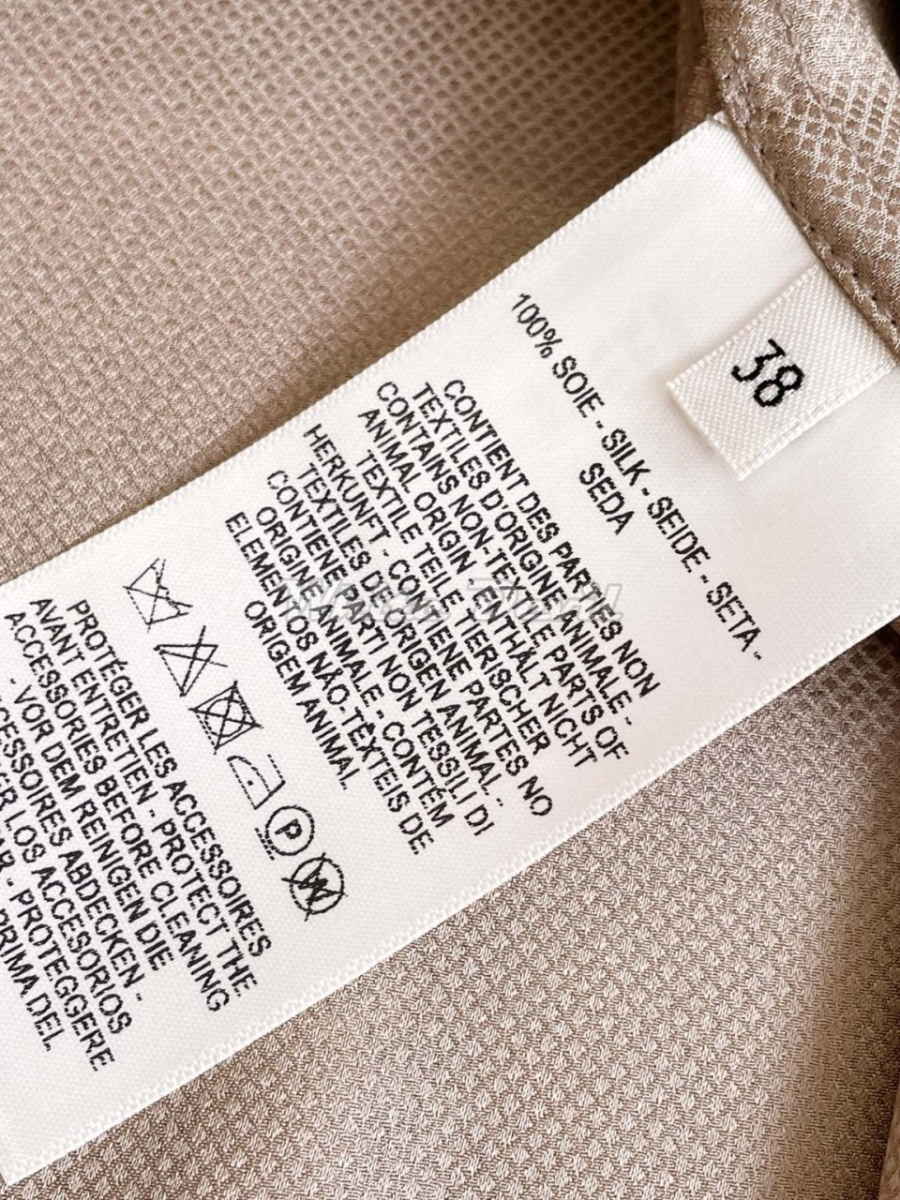 38
100% SOIE - SILK - SEIDE - SETA -
SEDA
CONTIENT DES PARTIES NON
TEXTILES D'ORIGINE ANIMALE -
CONTAINS NON-TEXTILE PARTS OF
ANIMAL ORIGIN - ENTHÄLT NICHT
TEXTILE TEILE TIERISCHER
HERKUNFT - CONTIENE PARTES NO
TEXTILES DE ORIGEN ANIMAL -
CONTIENE PARTI NON TESSILI DI
ORIGINE ANIMALE - CONTÉM
ELEMENTOS NÃO-TÊXTEIS DE
ORIGEM ANIMAL
P
W
PROTÉGER LES ACCESSOIRES
AVANT ENTRETIEN - PROTECT THE
ACCESSORIES BEFORE CLEANING
- VOR DEM REINIGEN DIE
ACCESSOIRES ABDECKEN -
LOS ACCESORIOS
- PROTEGGERE
PRIMA DEL